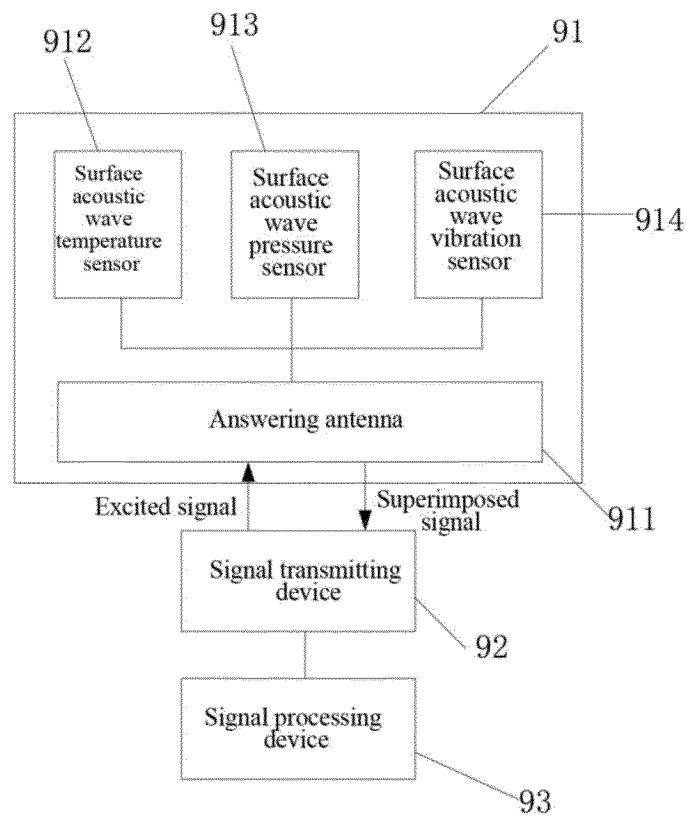 912
913
91
Surface
acoustic
wave
temperature
sensor
Surface
acoustic
wave
pressure
sensor
Surface
acoustic
wave
vibration
sensor
914
Answering antenna
Excited signal
Superimposed
signal
911
Signal transmitting
device
92
Signal processing
device
93